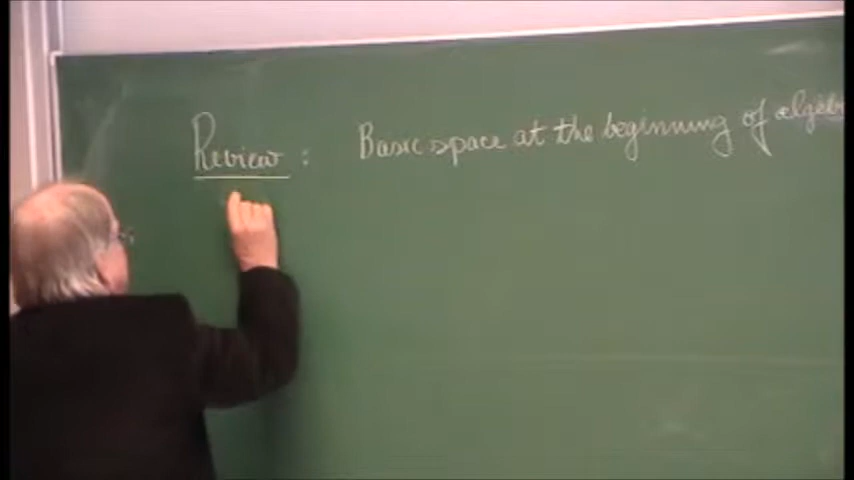 Review : Basic space at the beginning of algeb